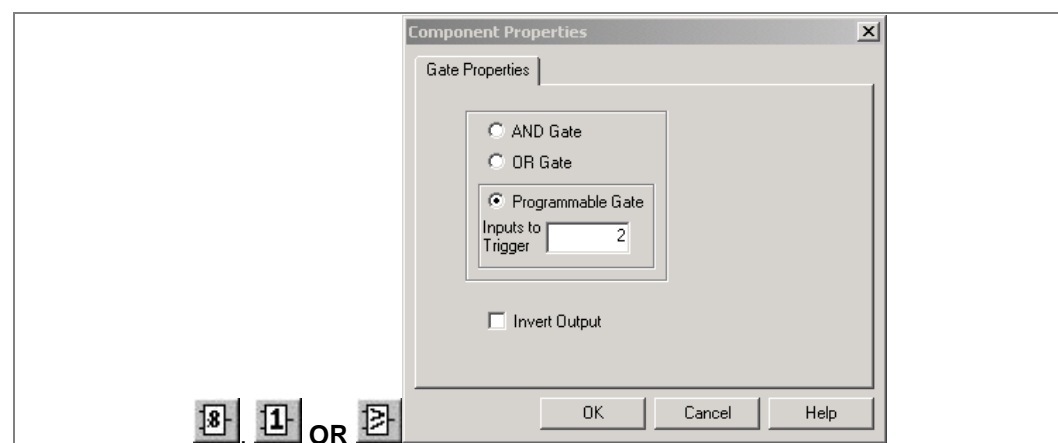 Component Properties
Gate Properties
AND Gate
OR Gate
Programmable Gate
Inputs to
Trigger
2
Invert Output
OK Cancel Help
8, 1 OR